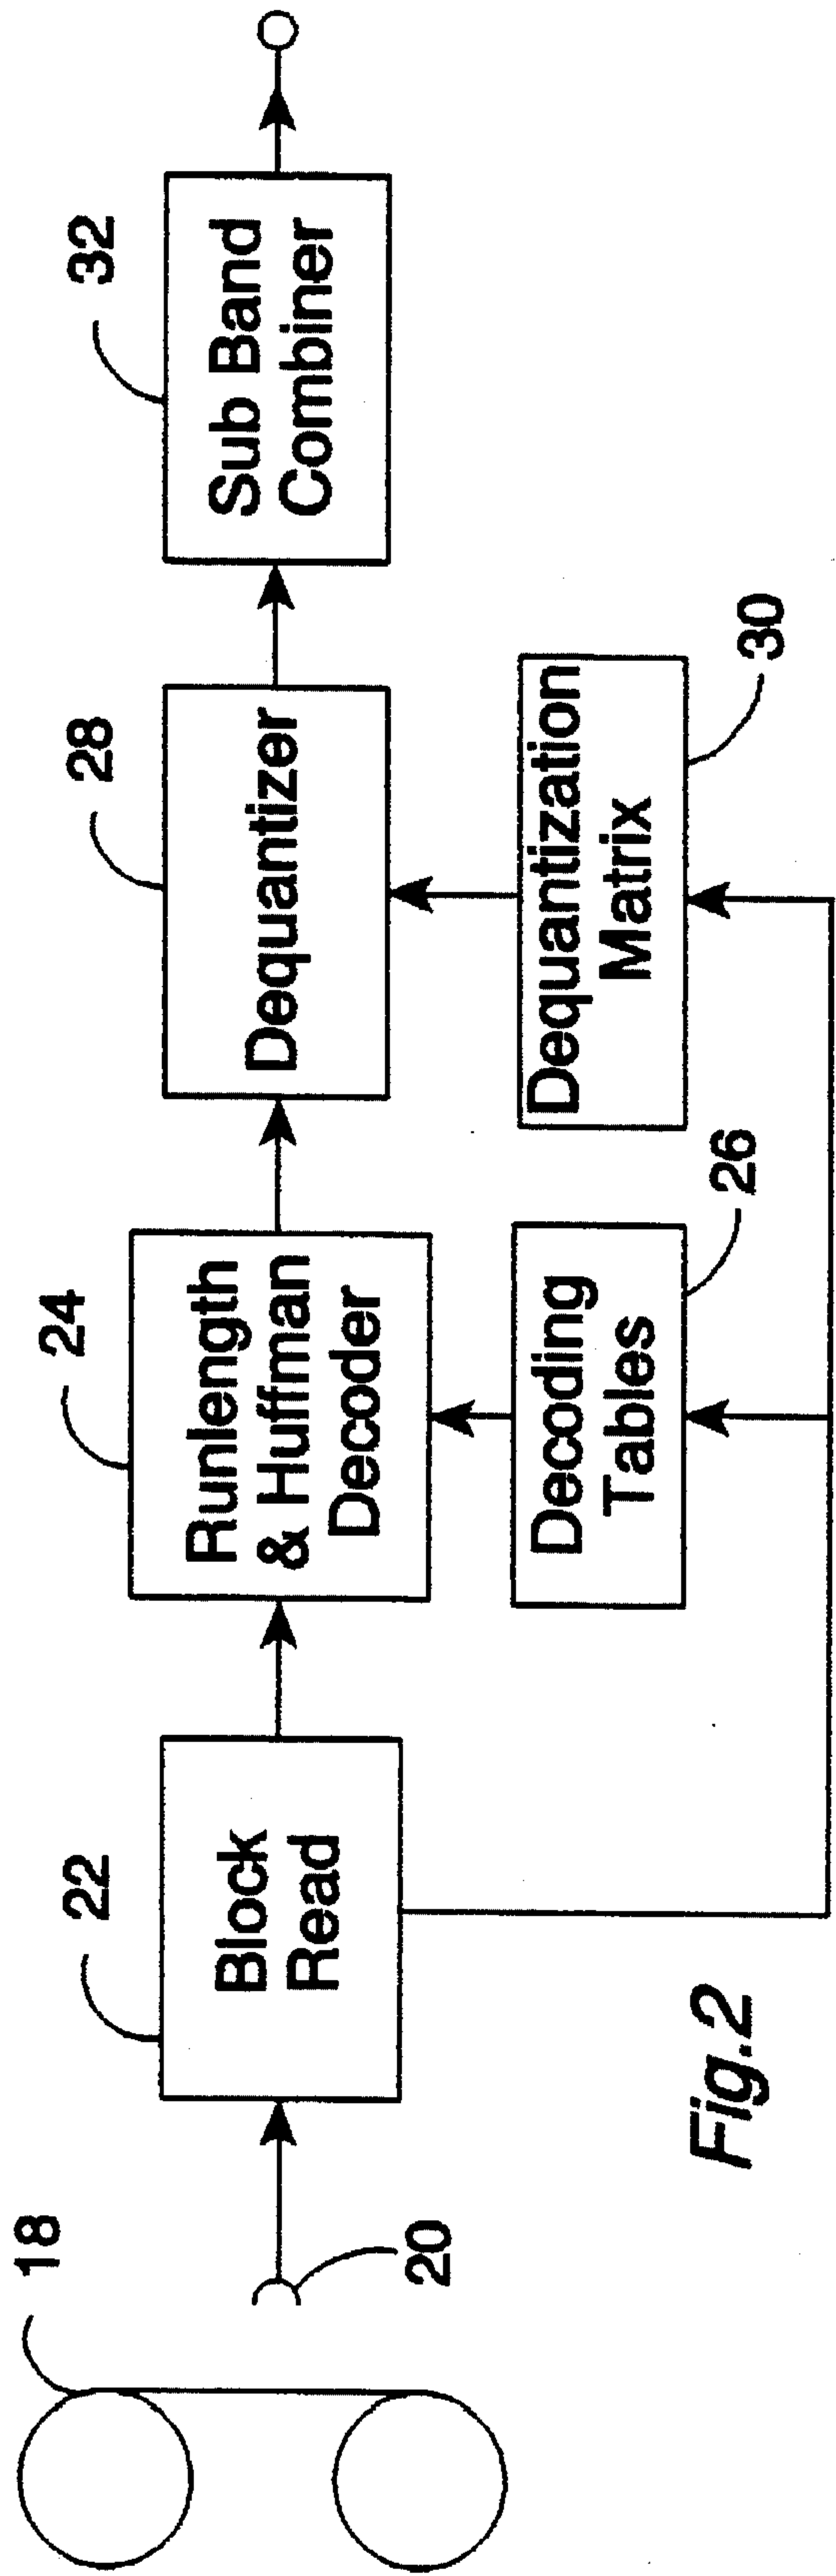 18
20
22
Block
Read
24
Runlength
& Huffman
Decoder
28
Dequantizer
32
Sub Band
Combiner
Decoding
Tables
26
Dequantization
Matrix
30
Fig.2